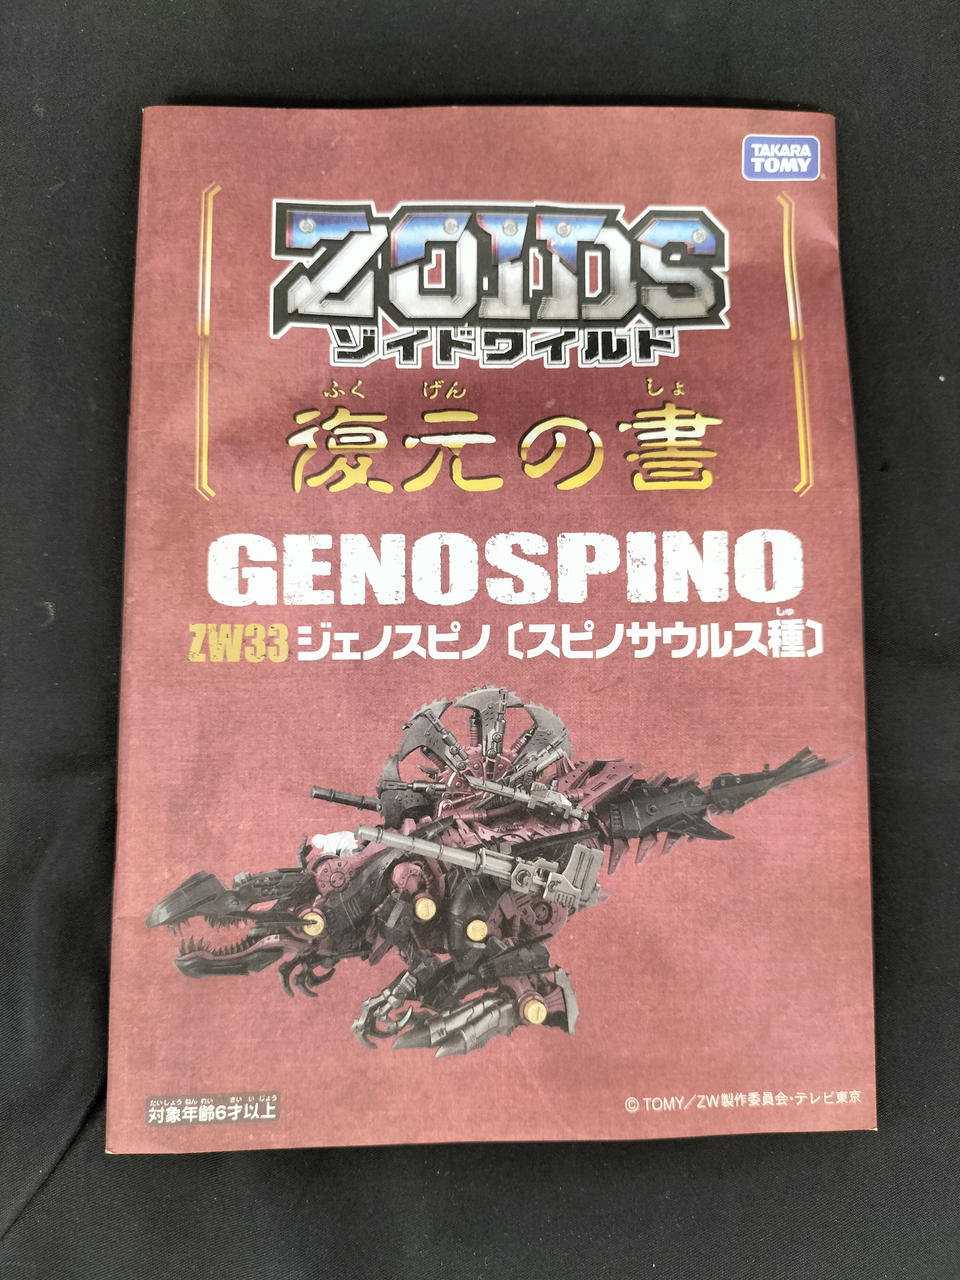 TAKARA
TOMY
ZOIDS
ゾイドワイルド
ふく げん しょ
復元の書
GENOSPINO
しゅ
ZW33 ジェノスピノ〔スピノサウルス種〕
たいしょう ねん れい さい い じょう
対象年齢6才以上
© TOMY/ZW製作委員会・テレビ東京